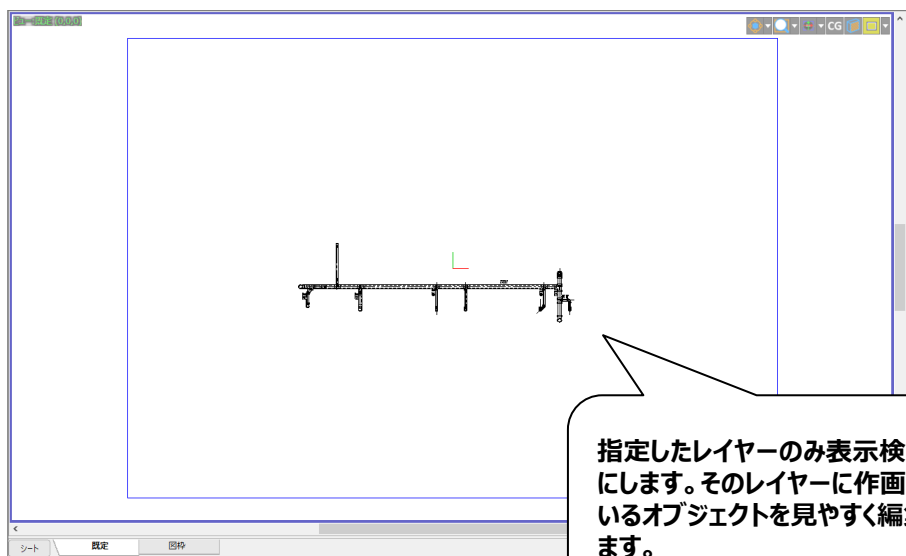 CG
指定したレイヤーのみ表示検
にします。そのレイヤーに作画
いるオブジェクトを見やすく編集
ます。
シート
既定
図枠